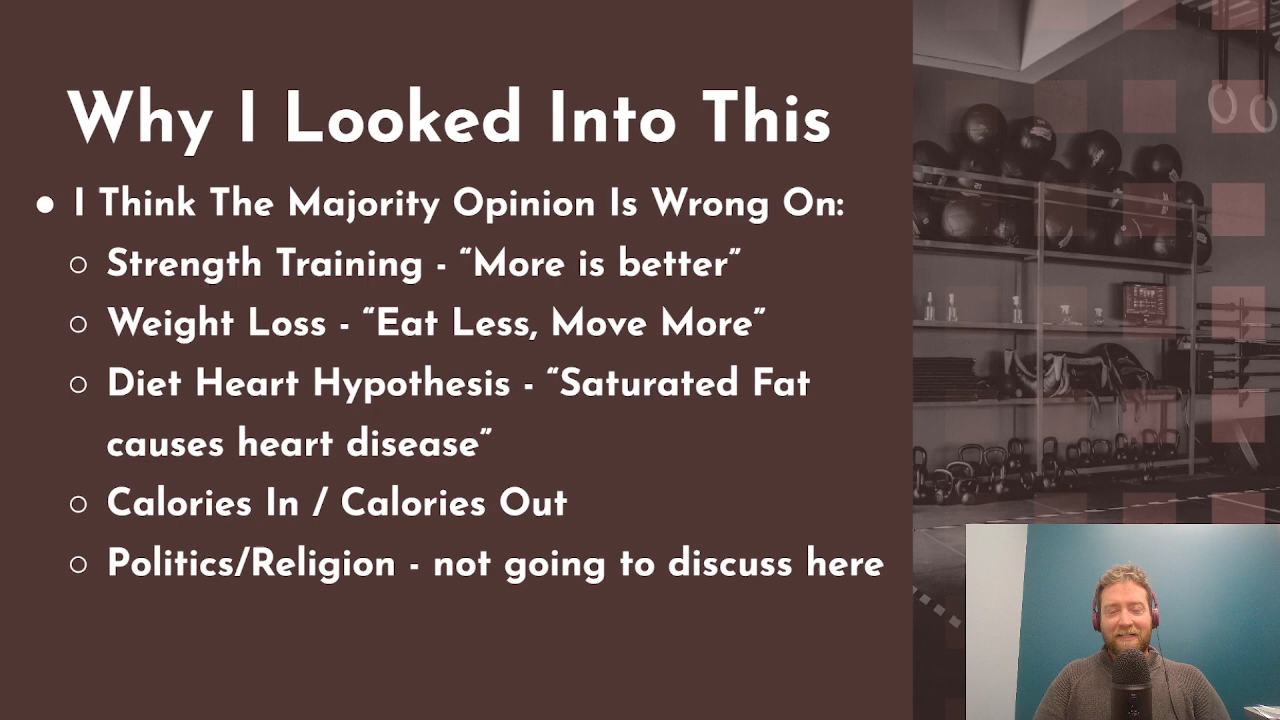 Why I Looked Into This
● I Think The Majority Opinion Is Wrong On:
○ Strength Training - “More is better”
○ Weight Loss - “Eat Less, Move More”
○ Diet Heart Hypothesis - “Saturated Fat
causes heart disease”
○ Calories In / Calories Out
○ Politics/Religion - not going to discuss here